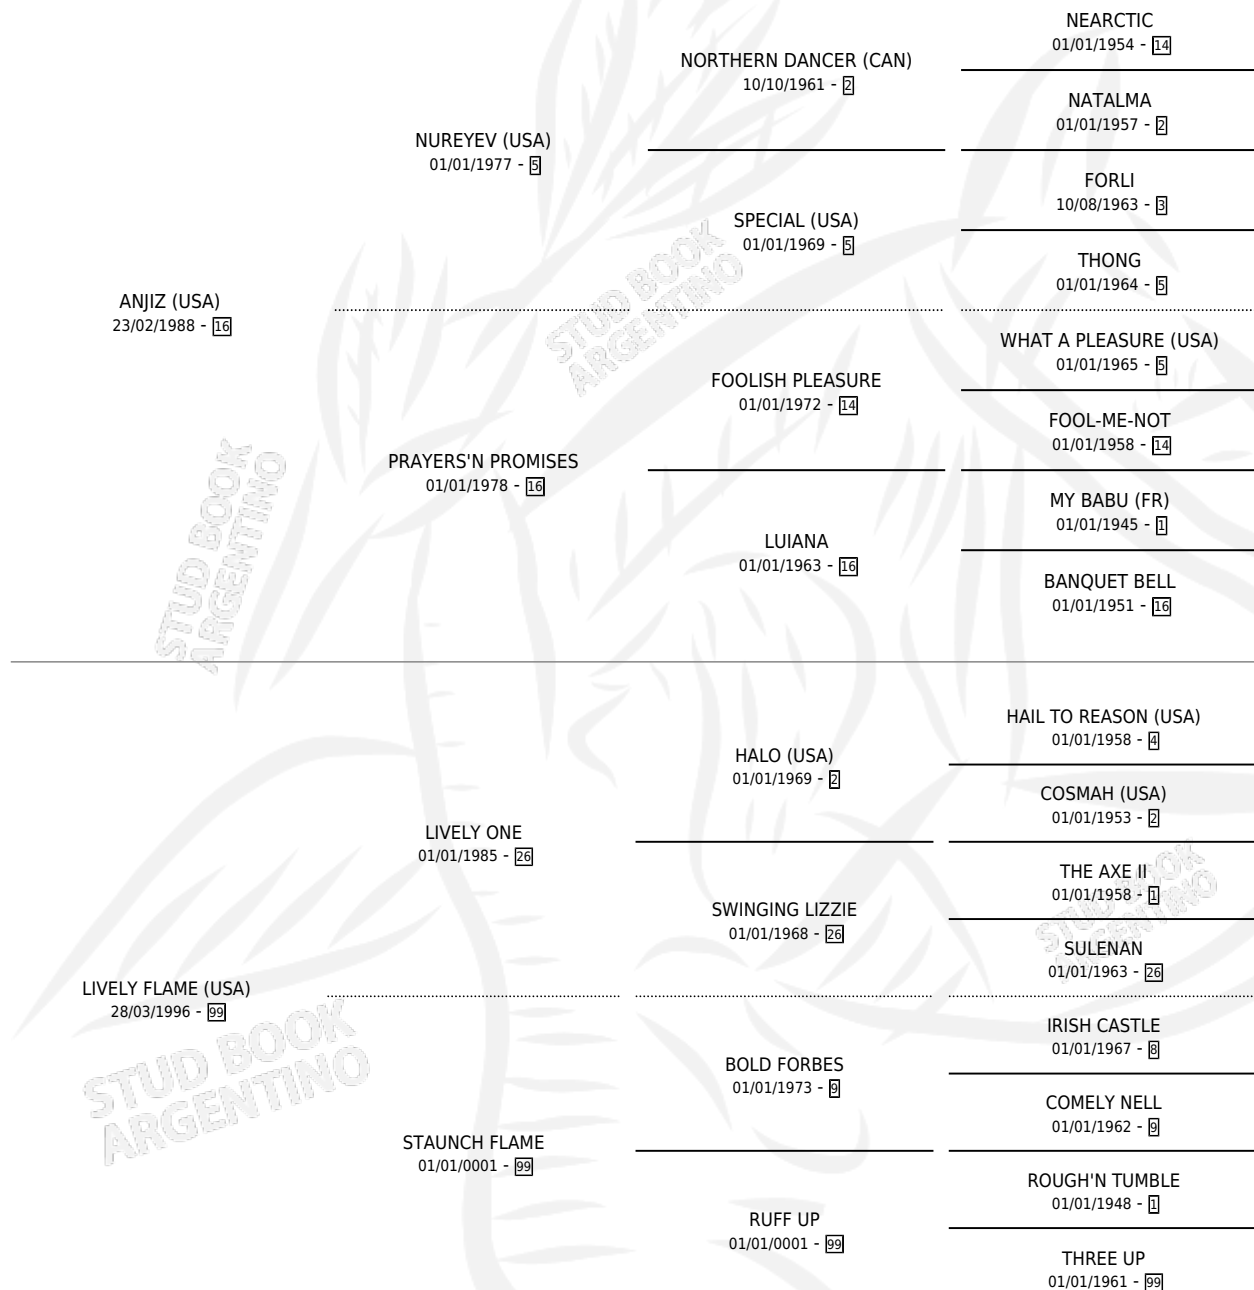 NEARCTIC
01/01/1954 - 14
NORTHERN DANCER (CAN)
10/10/1961 - 2
NATALMA
01/01/1957 - 2
NUREYEV (USA)
01/01/1977 - 5
FORLI
10/08/1963 - 3
SPECIAL (USA)
01/01/1969 - 5
THONG
01/01/1964 - 5
ANJIZ (USA)
23/02/1988 - 16
WHAT A PLEASURE (USA)
01/01/1965 - 5
FOOLISH PLEASURE
01/01/1972 - 14
FOOL-ME-NOT
01/01/1958 - 14
PRAYERS'N PROMISES
01/01/1978 - 16
MY BABU (FR)
01/01/1945 - 1
LUIANA
01/01/1963 - 16
BANQUET BELL
01/01/1951 - 16
HAIL TO REASON (USA)
01/01/1958 - 4
HALO (USA)
01/01/1969 - 2
COSMAH (USA)
01/01/1953 - 2
LIVELY ONE
01/01/1985 - 26
THE AXE II
01/01/1958 - 1
SWINGING LIZZIE
01/01/1968 - 26
SULENAN
01/01/1963 - 26
LIVELY FLAME (USA)
28/03/1996 - 99
IRISH CASTLE
01/01/1967 - 8
BOLD FORBES
01/01/1973 - 9
COMELY NELL
01/01/1962 - 9
STAUNCH FLAME
01/01/0001 - 99
ROUGH'N TUMBLE
01/01/1948 - 1
RUFF UP
01/01/0001 - 99
THREE UP
01/01/1961 - 99
STUD BOOK
ARGENTINO
STUD BOOK
ARGENTINO
STUD BOOK
ARGENTINO
STUD BOOK
ARGENTINO